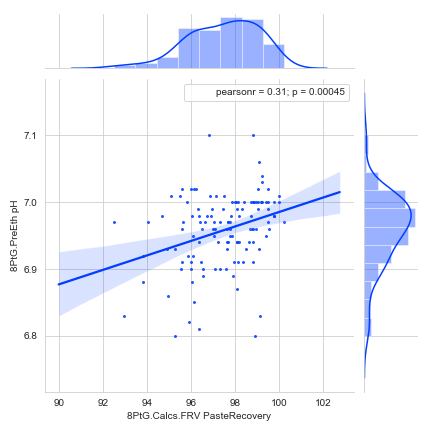 pearsonr = 0.31; p = 0.00045
7.1
7.0
6.9
6.8
8PtG.PreEth pH
90 92 94 96 98 100 102
8PtG.Calcs.FRV PasteRecovery